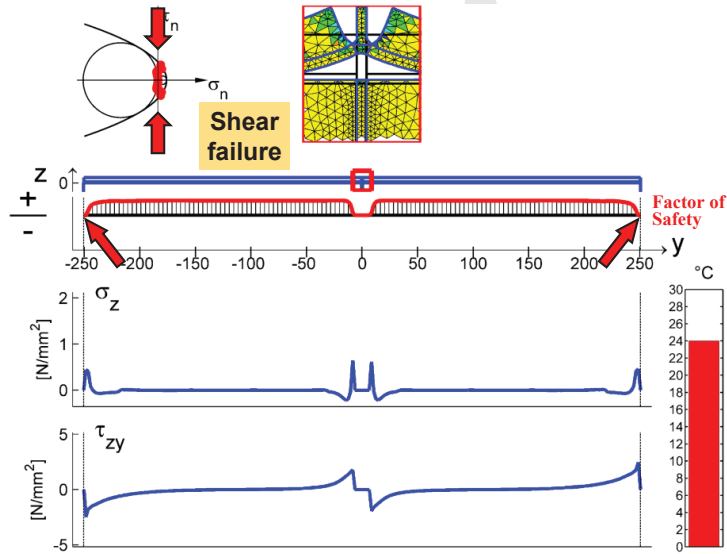 τn
σn
Shear
failure
z
0
+
-
Factor of
Safety
-250 -200 -150 -100 -50 0 50 100 150 200 250
y
°C
σz
[N/mm²]
2
1
0
τzy
[N/mm²]
5
0
-5
30
28
26
24
22
20
18
16
14
12
10
8
6
4
2
0